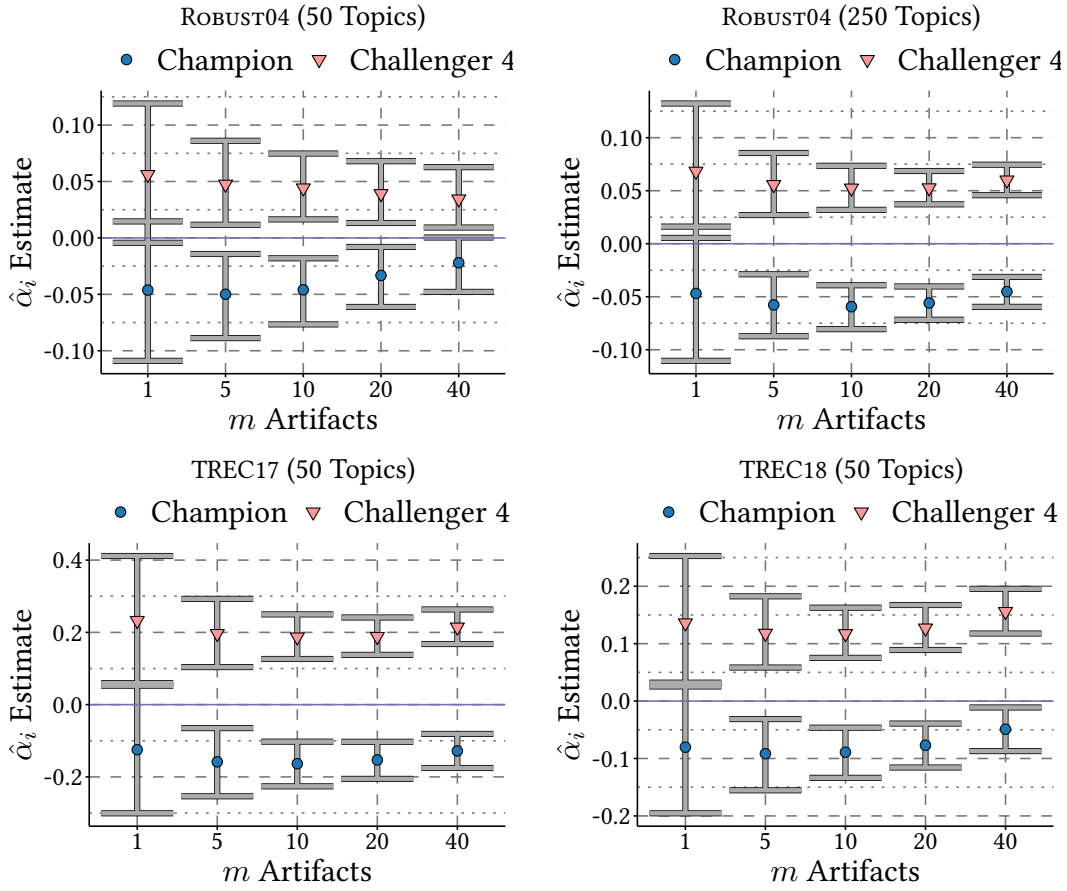 ROBUST04 (50 Topics)
Champion Challenger 4
0.10
0.05
0.00
-0.05
-0.10
α̂i Estimate
1 5 10 20 40
m Artifacts
ROBUST04 (250 Topics)
Champion Challenger 4
0.10
0.05
0.00
-0.05
-0.10
α̂i Estimate
1 5 10 20 40
m Artifacts
TREC17 (50 Topics)
Champion Challenger 4
0.4
0.2
0.0
-0.2
α̂i Estimate
1 5 10 20 40
m Artifacts
TREC18 (50 Topics)
Champion Challenger 4
0.2
0.1
0.0
-0.1
-0.2
α̂i Estimate
1 5 10 20 40
m Artifacts